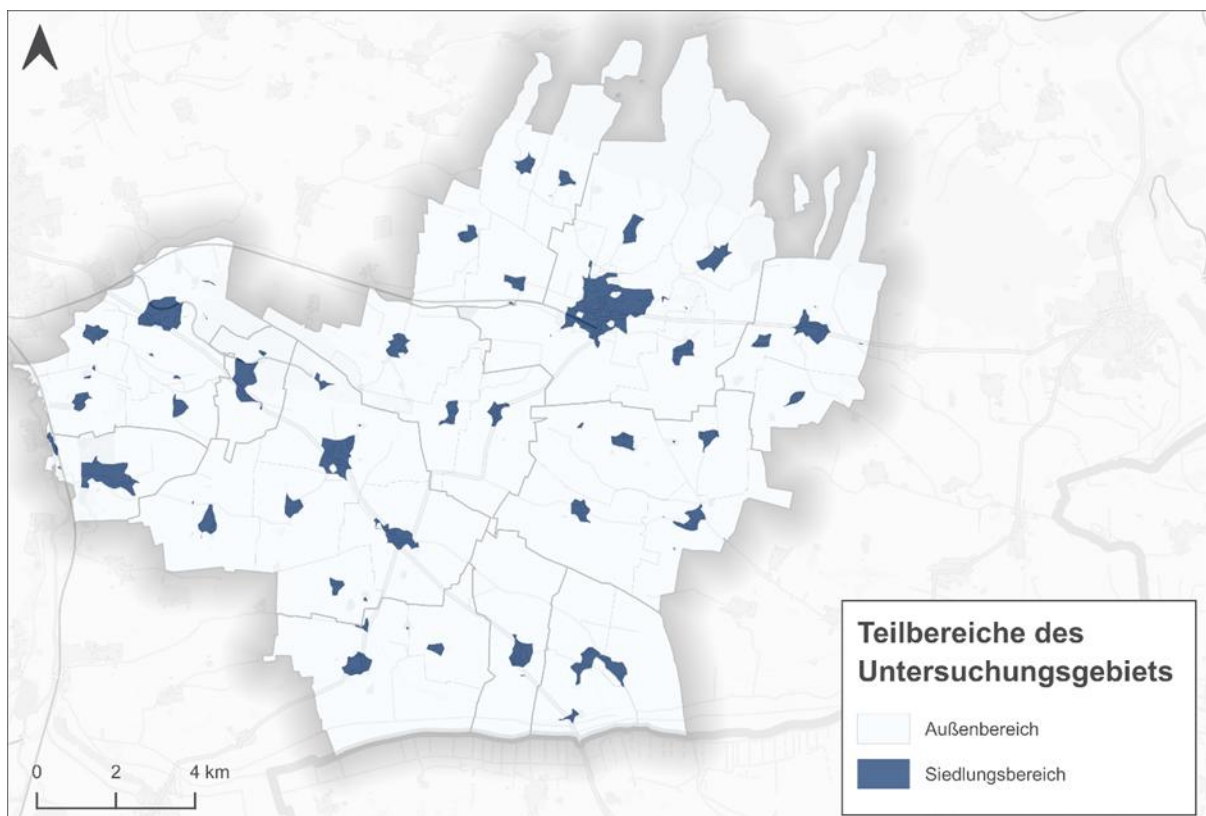 Teilbereiche des
Untersuchungsgebiets
Außenbereich
Siedlungsbereich
0 2 4 km